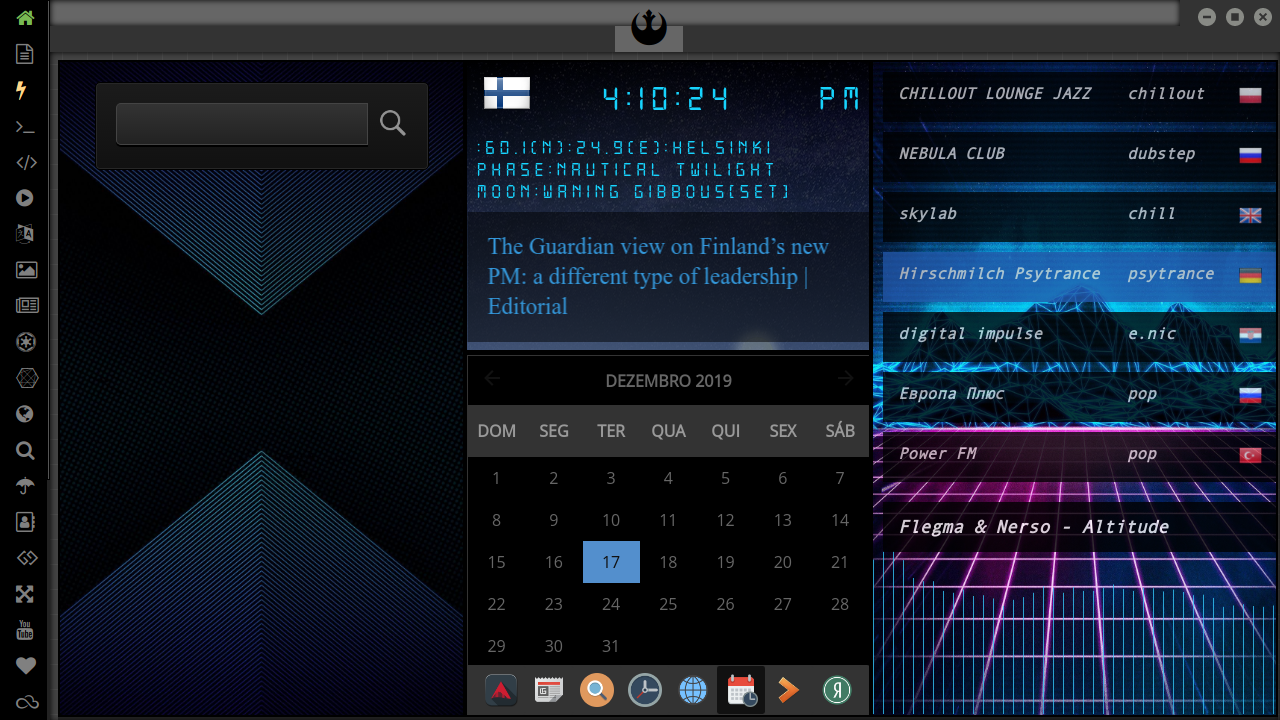 4:10:24 PM
:60.1(N):24.9(E):HELSINKI
PHASE:NAUTICAL TWILIGHT
MOON:WANING GIBBOUS(SET)
The Guardian view on Finland’s new
PM: a different type of leadership |
Editorial
DEZEMBRO 2019
DOM SEG TER QUA QUI SEX SÁB
1 2 3 4 5 6 7
8 9 10 11 12 13 14
15 16 17 18 19 20 21
22 23 24 25 26 27 28
29 30 31
CHILLOUT LOUNGE JAZZ chillout
NEBULA CLUB dubstep
skylab chill
Hirschmilch Psytrance psytrance
digital impulse e.nic
Европа Плюс pop
Power FM pop
Flegma & Nerso - Altitude
You
Tube
Я